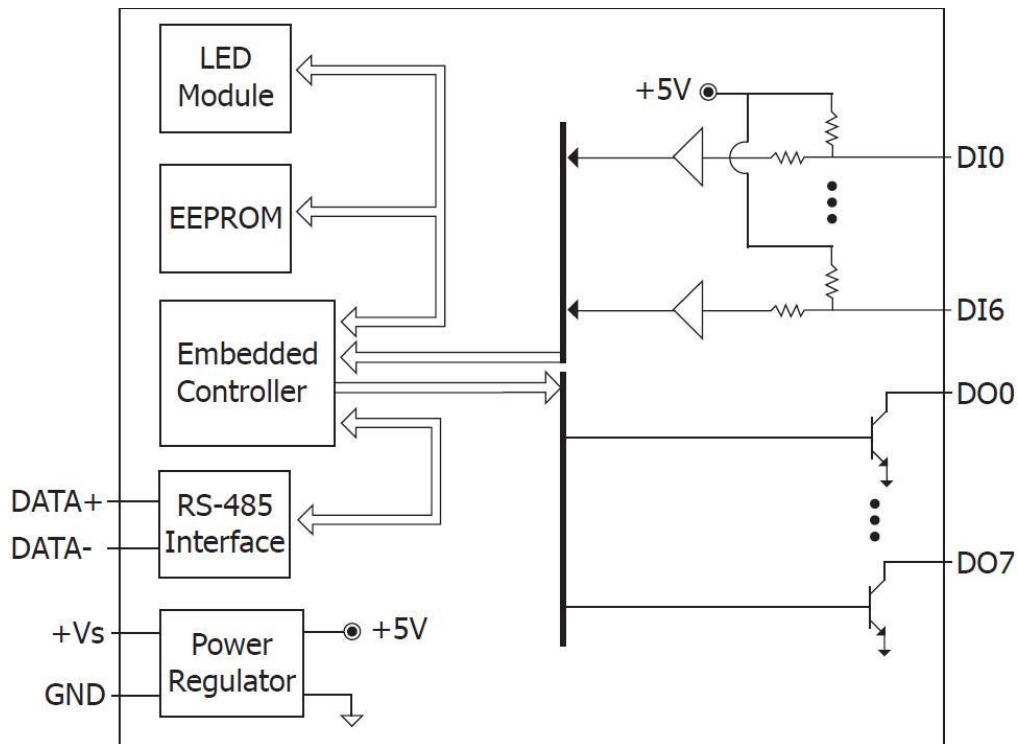 LED
Module
EEPROM
Embedded
Controller
DATA+
DATA-
RS-485
Interface
+Vs
GND
Power
Regulator
+5V
+5V
DI0
DI6
DO0
DO7